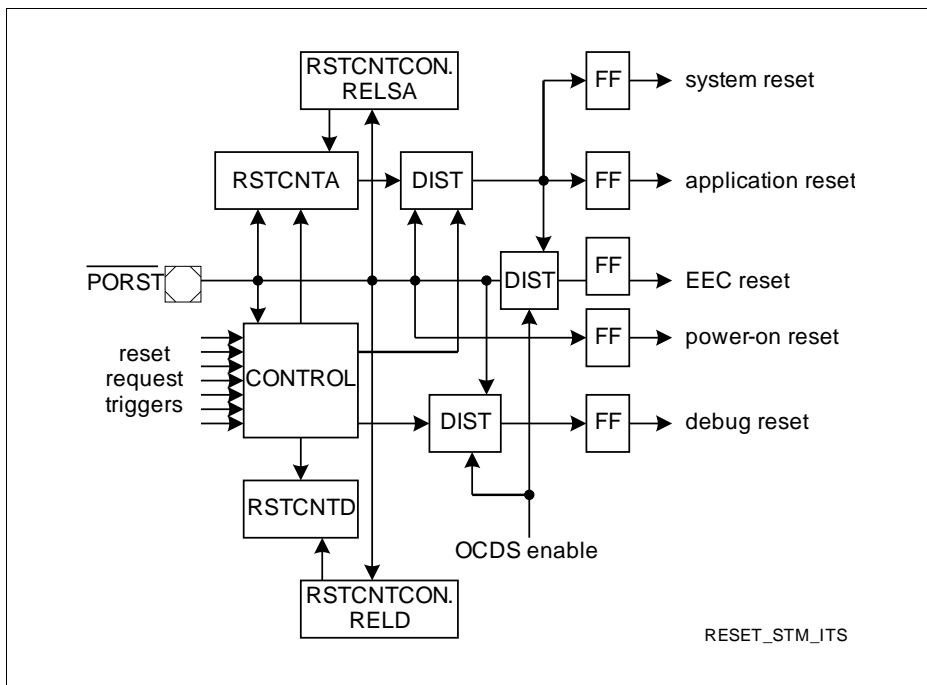 RSTCNTCON.
RELSA
FF
system reset
RSTCNTA
DIST
FF
application reset
PORST
DIST
FF
EEC reset
FF
power-on reset
reset
request
triggers
CONTROL
DIST
FF
debug reset
RSTCNTD
OCDS enable
RSTCNTCON.
RELD
RESET_STM_ITS